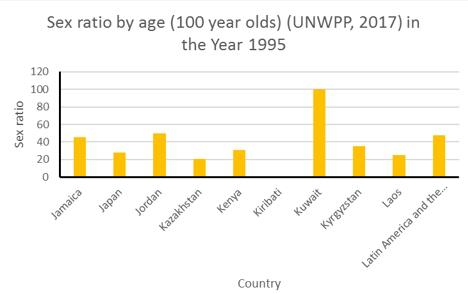 Sex ratio by age (100 year olds) (UNWPP, 2017) in
the Year 1995
120
100
80
60
40
20
0
Sex ratio
Jamaica
Japan
Jordan
Kazakhstan
Kenya
Kiribati
Kuwait
Kyrgyzstan
Laos
Latin America and the...
Country